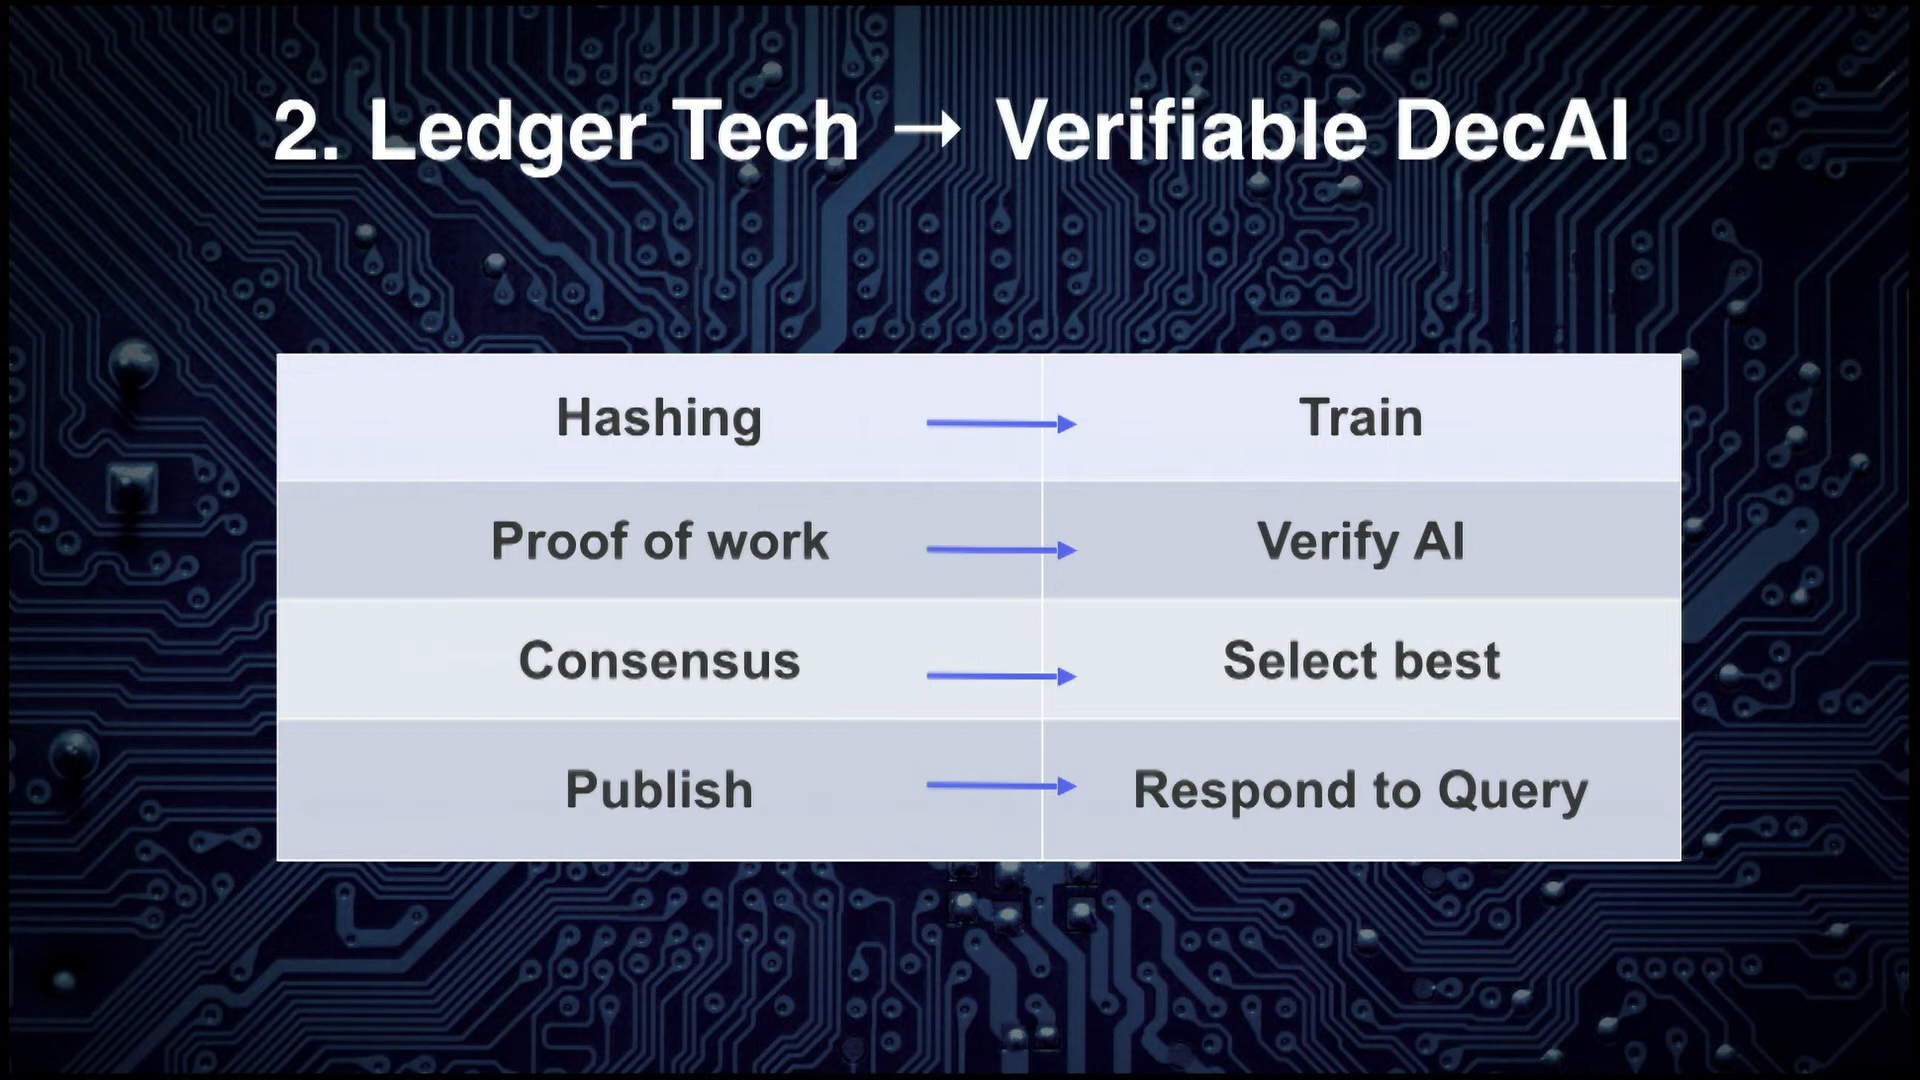 2. Ledger Tech → Verifiable DecAI
Hashing → Train
Proof of work → Verify AI
Consensus → Select best
Publish → Respond to Query